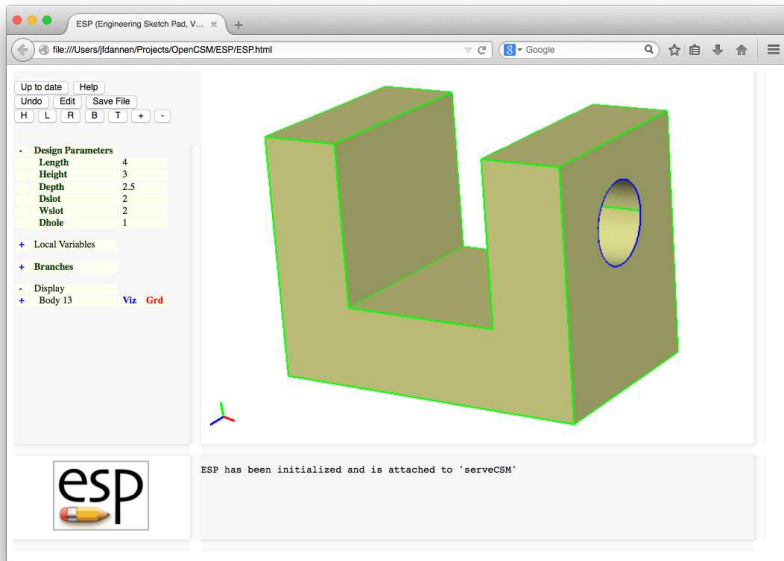 ESP (Engineering Sketch Pad, V...
file:///Users/jfdannen/Projects/OpenCSM/ESP/ESP.html
Google
Up to date Help
Undo Edit Save File
H L R B T + -
- Design Parameters
Length 4
Height 3
Depth 2.5
Dslot 2
Wslot 2
Dhole 1
+ Local Variables
+ Branches
- Display
+ Body 13 Viz Grd
esp
ESP has been initialized and is attached to 'serveCSM'